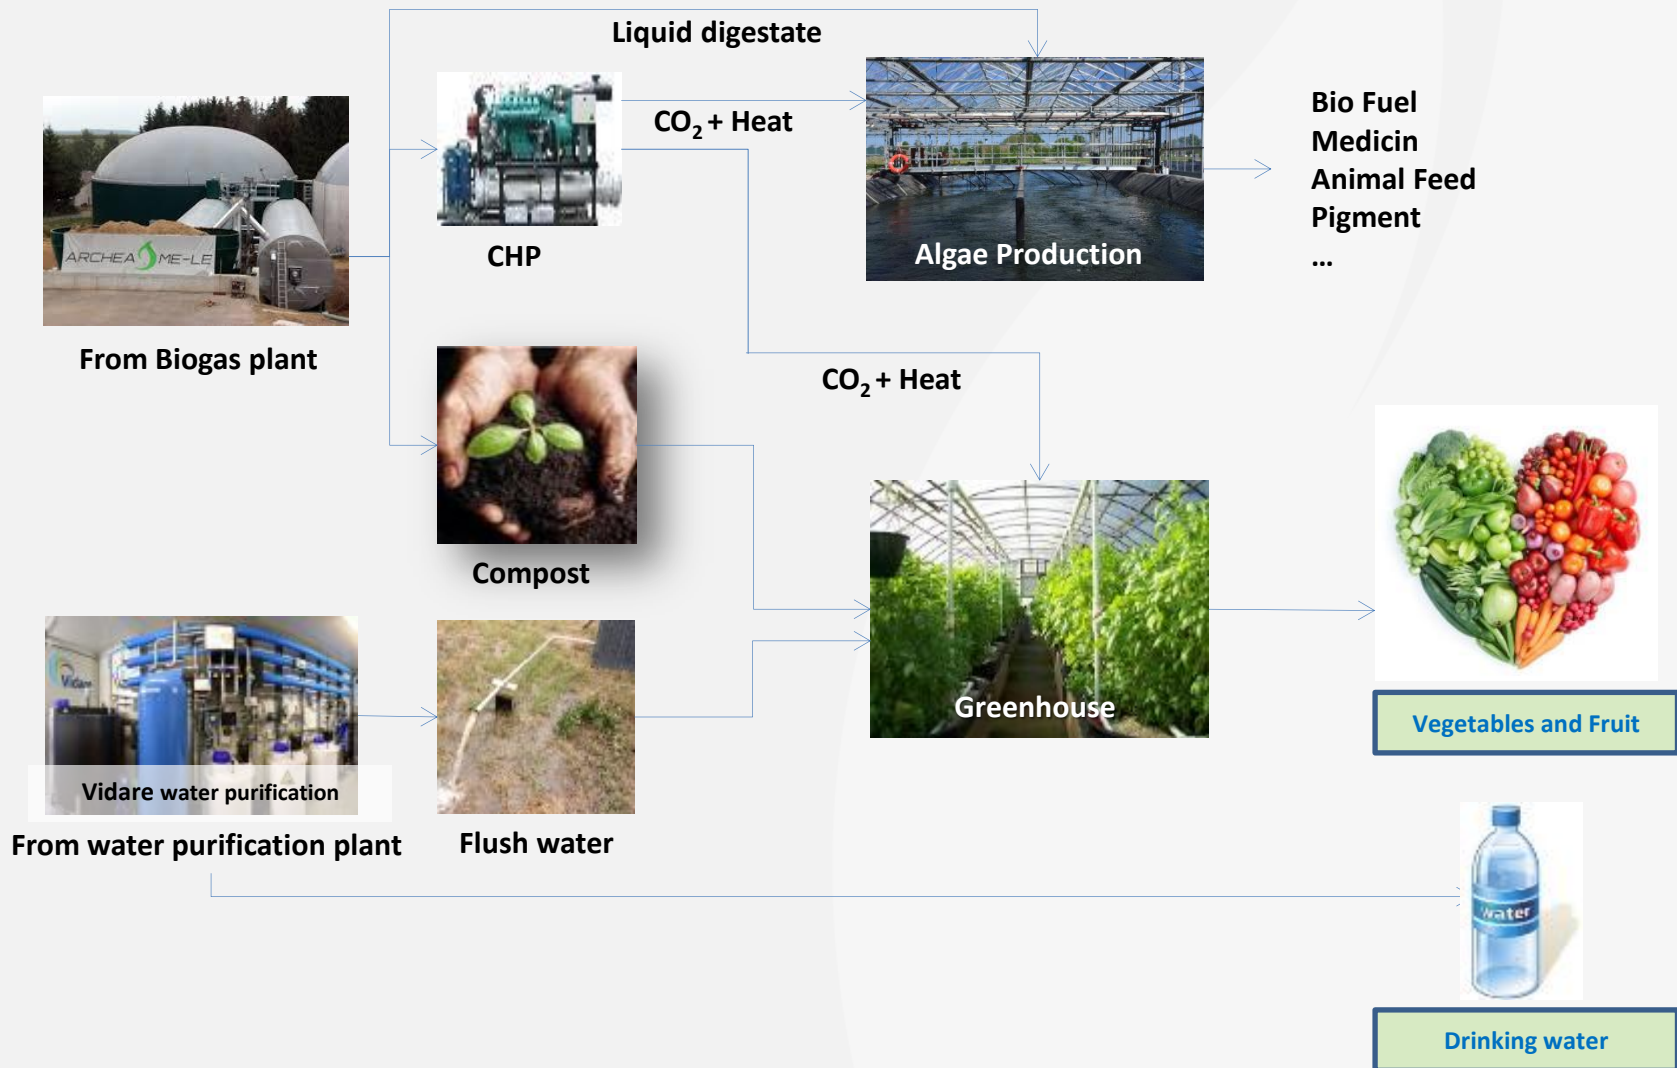 Liquid digestate
CO2 + Heat
Bio Fuel
Medicin
Animal Feed
Pigment
...
ARCHEA ME-LE
CHP
Algae Production
From Biogas plant
CO2 + Heat
Compost
Greenhouse
Vidare
Vidare water purification
From water purification plant
Flush water
Vegetables and Fruit
water
Drinking water